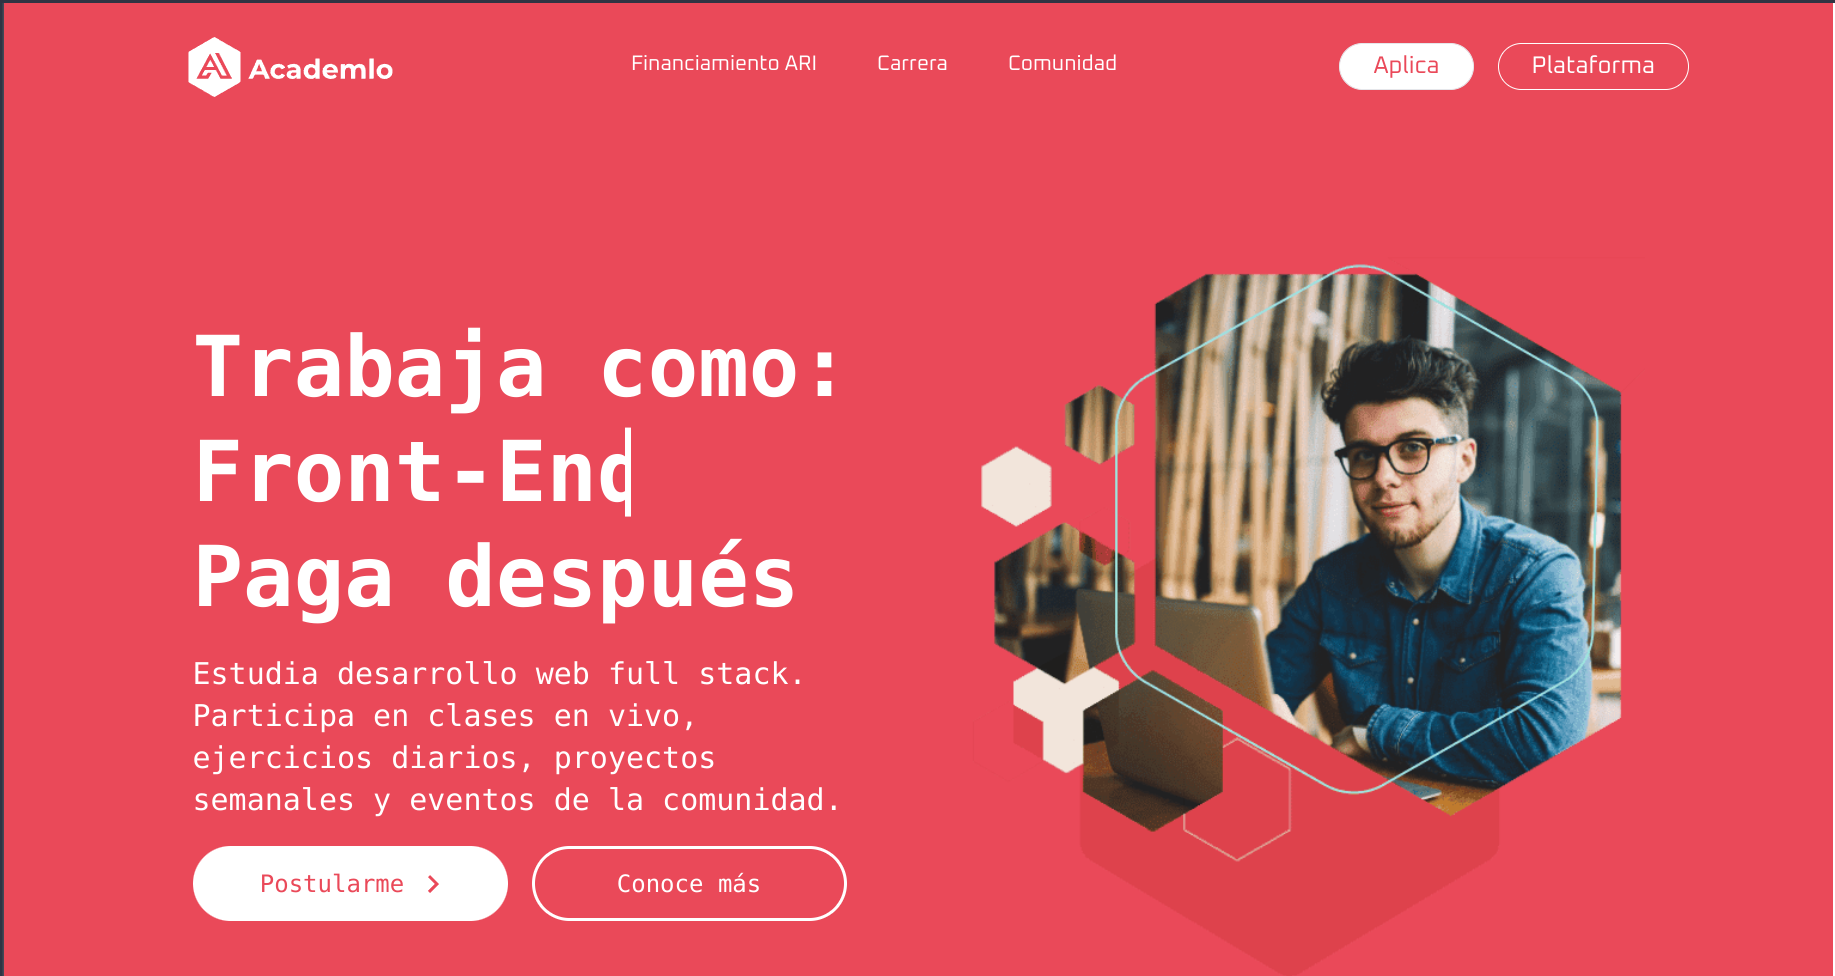 Academlo
Financiamiento ARI
Carrera
Comunidad
Aplica
Plataforma
Trabaja como:
Front-End
Paga después
Estudia desarrollo web full stack.
Participa en clases en vivo,
ejercicios diarios, proyectos
semanales y eventos de la comunidad.
Postularme
Conoce más